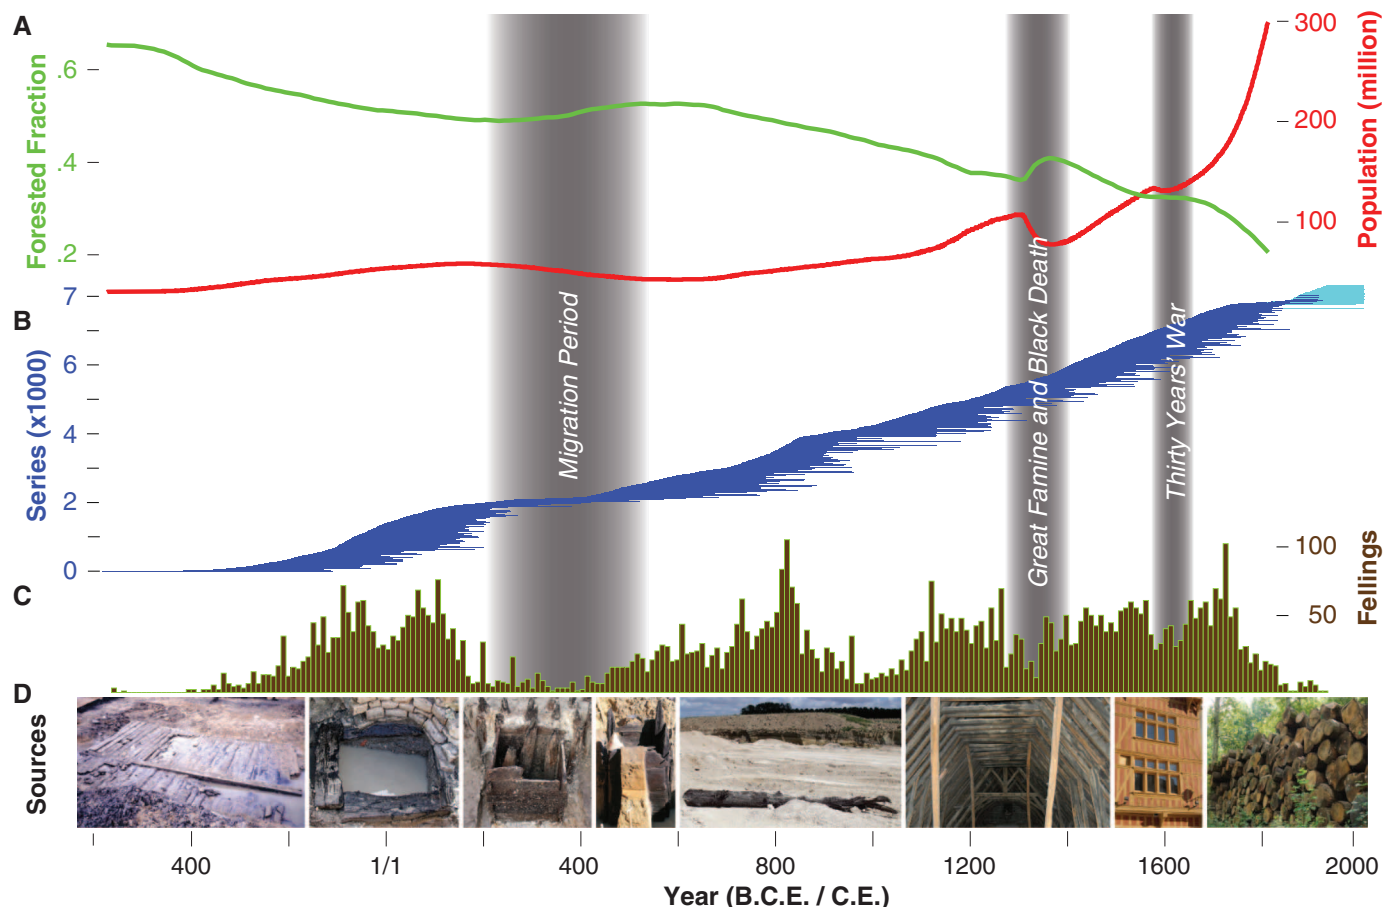 A
Forested Fraction
.6
.4
.2
300
200
100
Population (million)
B
Series (x1000)
7
6
4
2
0
Migration Period
Great Famine and Black Death
Thirty Years' War
C
100
50
Fellings
D
Sources
400
1/1
400
800
1200
1600
2000
Year (B.C.E. / C.E.)